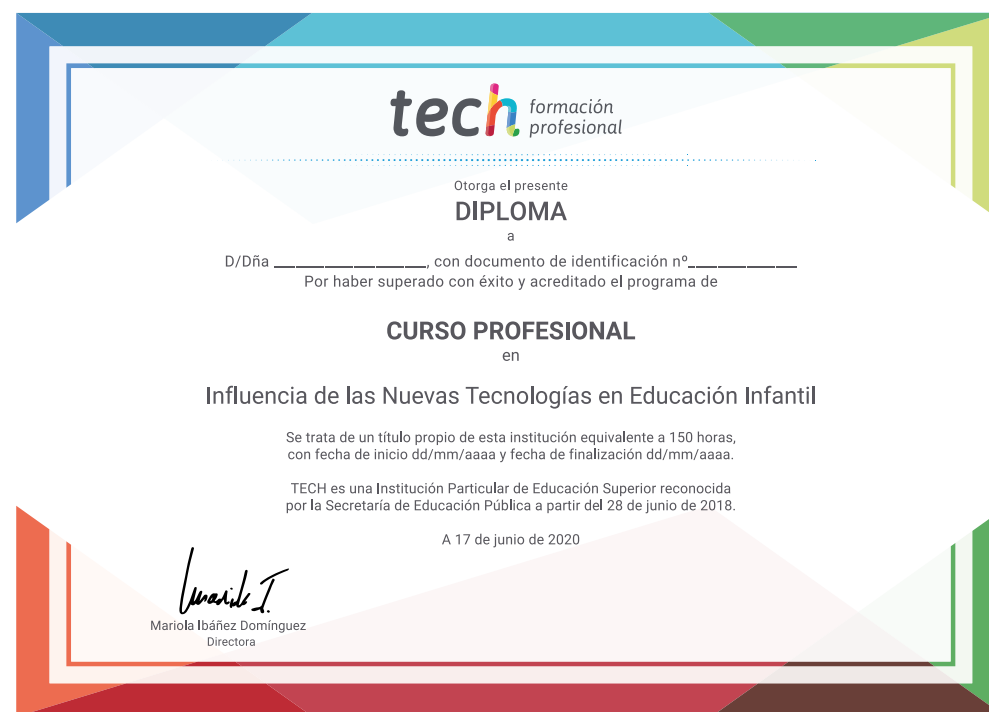 tech formación
profesional
Otorga el presente
DIPLOMA
a
D/Dña ______________, con documento de identificación nº__________
Por haber superado con éxito y acreditado el programa de
CURSO PROFESIONAL
en
Influencia de las Nuevas Tecnologías en Educación Infantil
Se trata de un título propio de esta institución equivalente a 150 horas,
con fecha de inicio dd/mm/aaaa y fecha de finalización dd/mm/aaaa.
TECH es una Institución Particular de Educación Superior reconocida
por la Secretaría de Educación Pública a partir del 28 de junio de 2018.
A 17 de junio de 2020
Mariola Ibáñez Domínguez
Directora